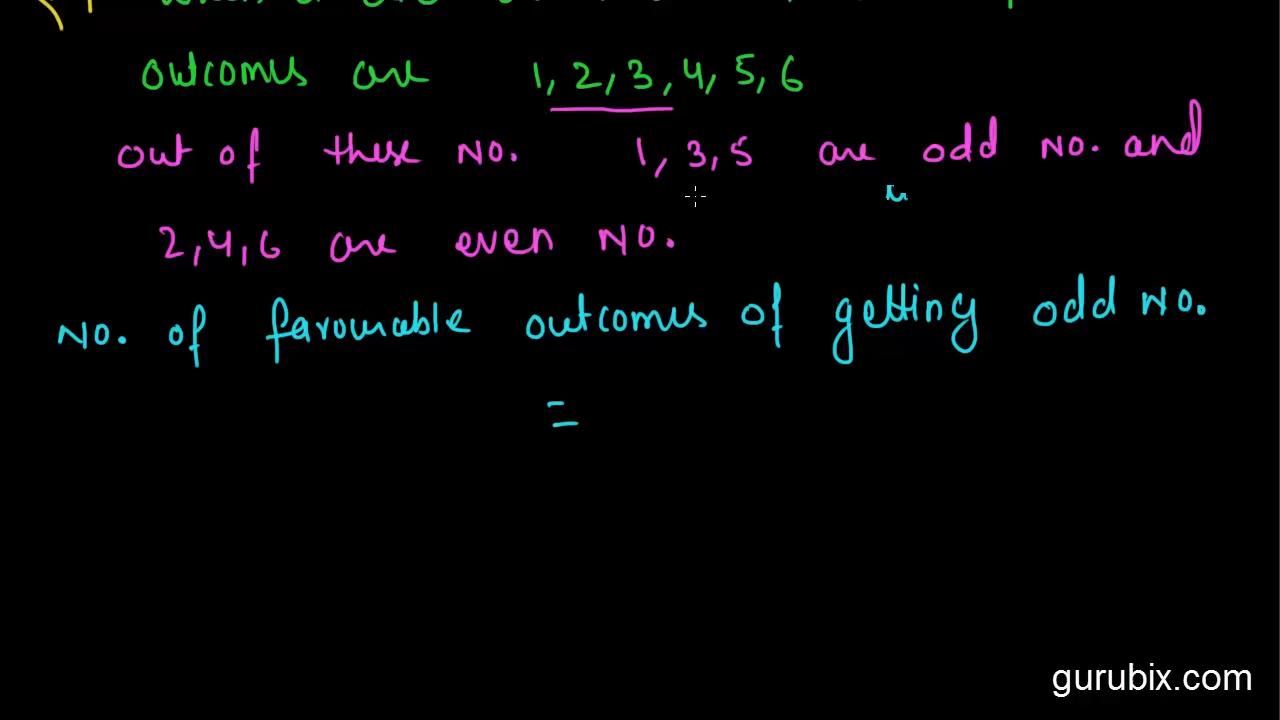 outcomes are 1, 2, 3, 4, 5, 6
out of these No. 1, 3, 5 are odd No. and
2, 4, 6 are even No.
No. of favourable outcomes of getting odd No.
=
gurubix.com